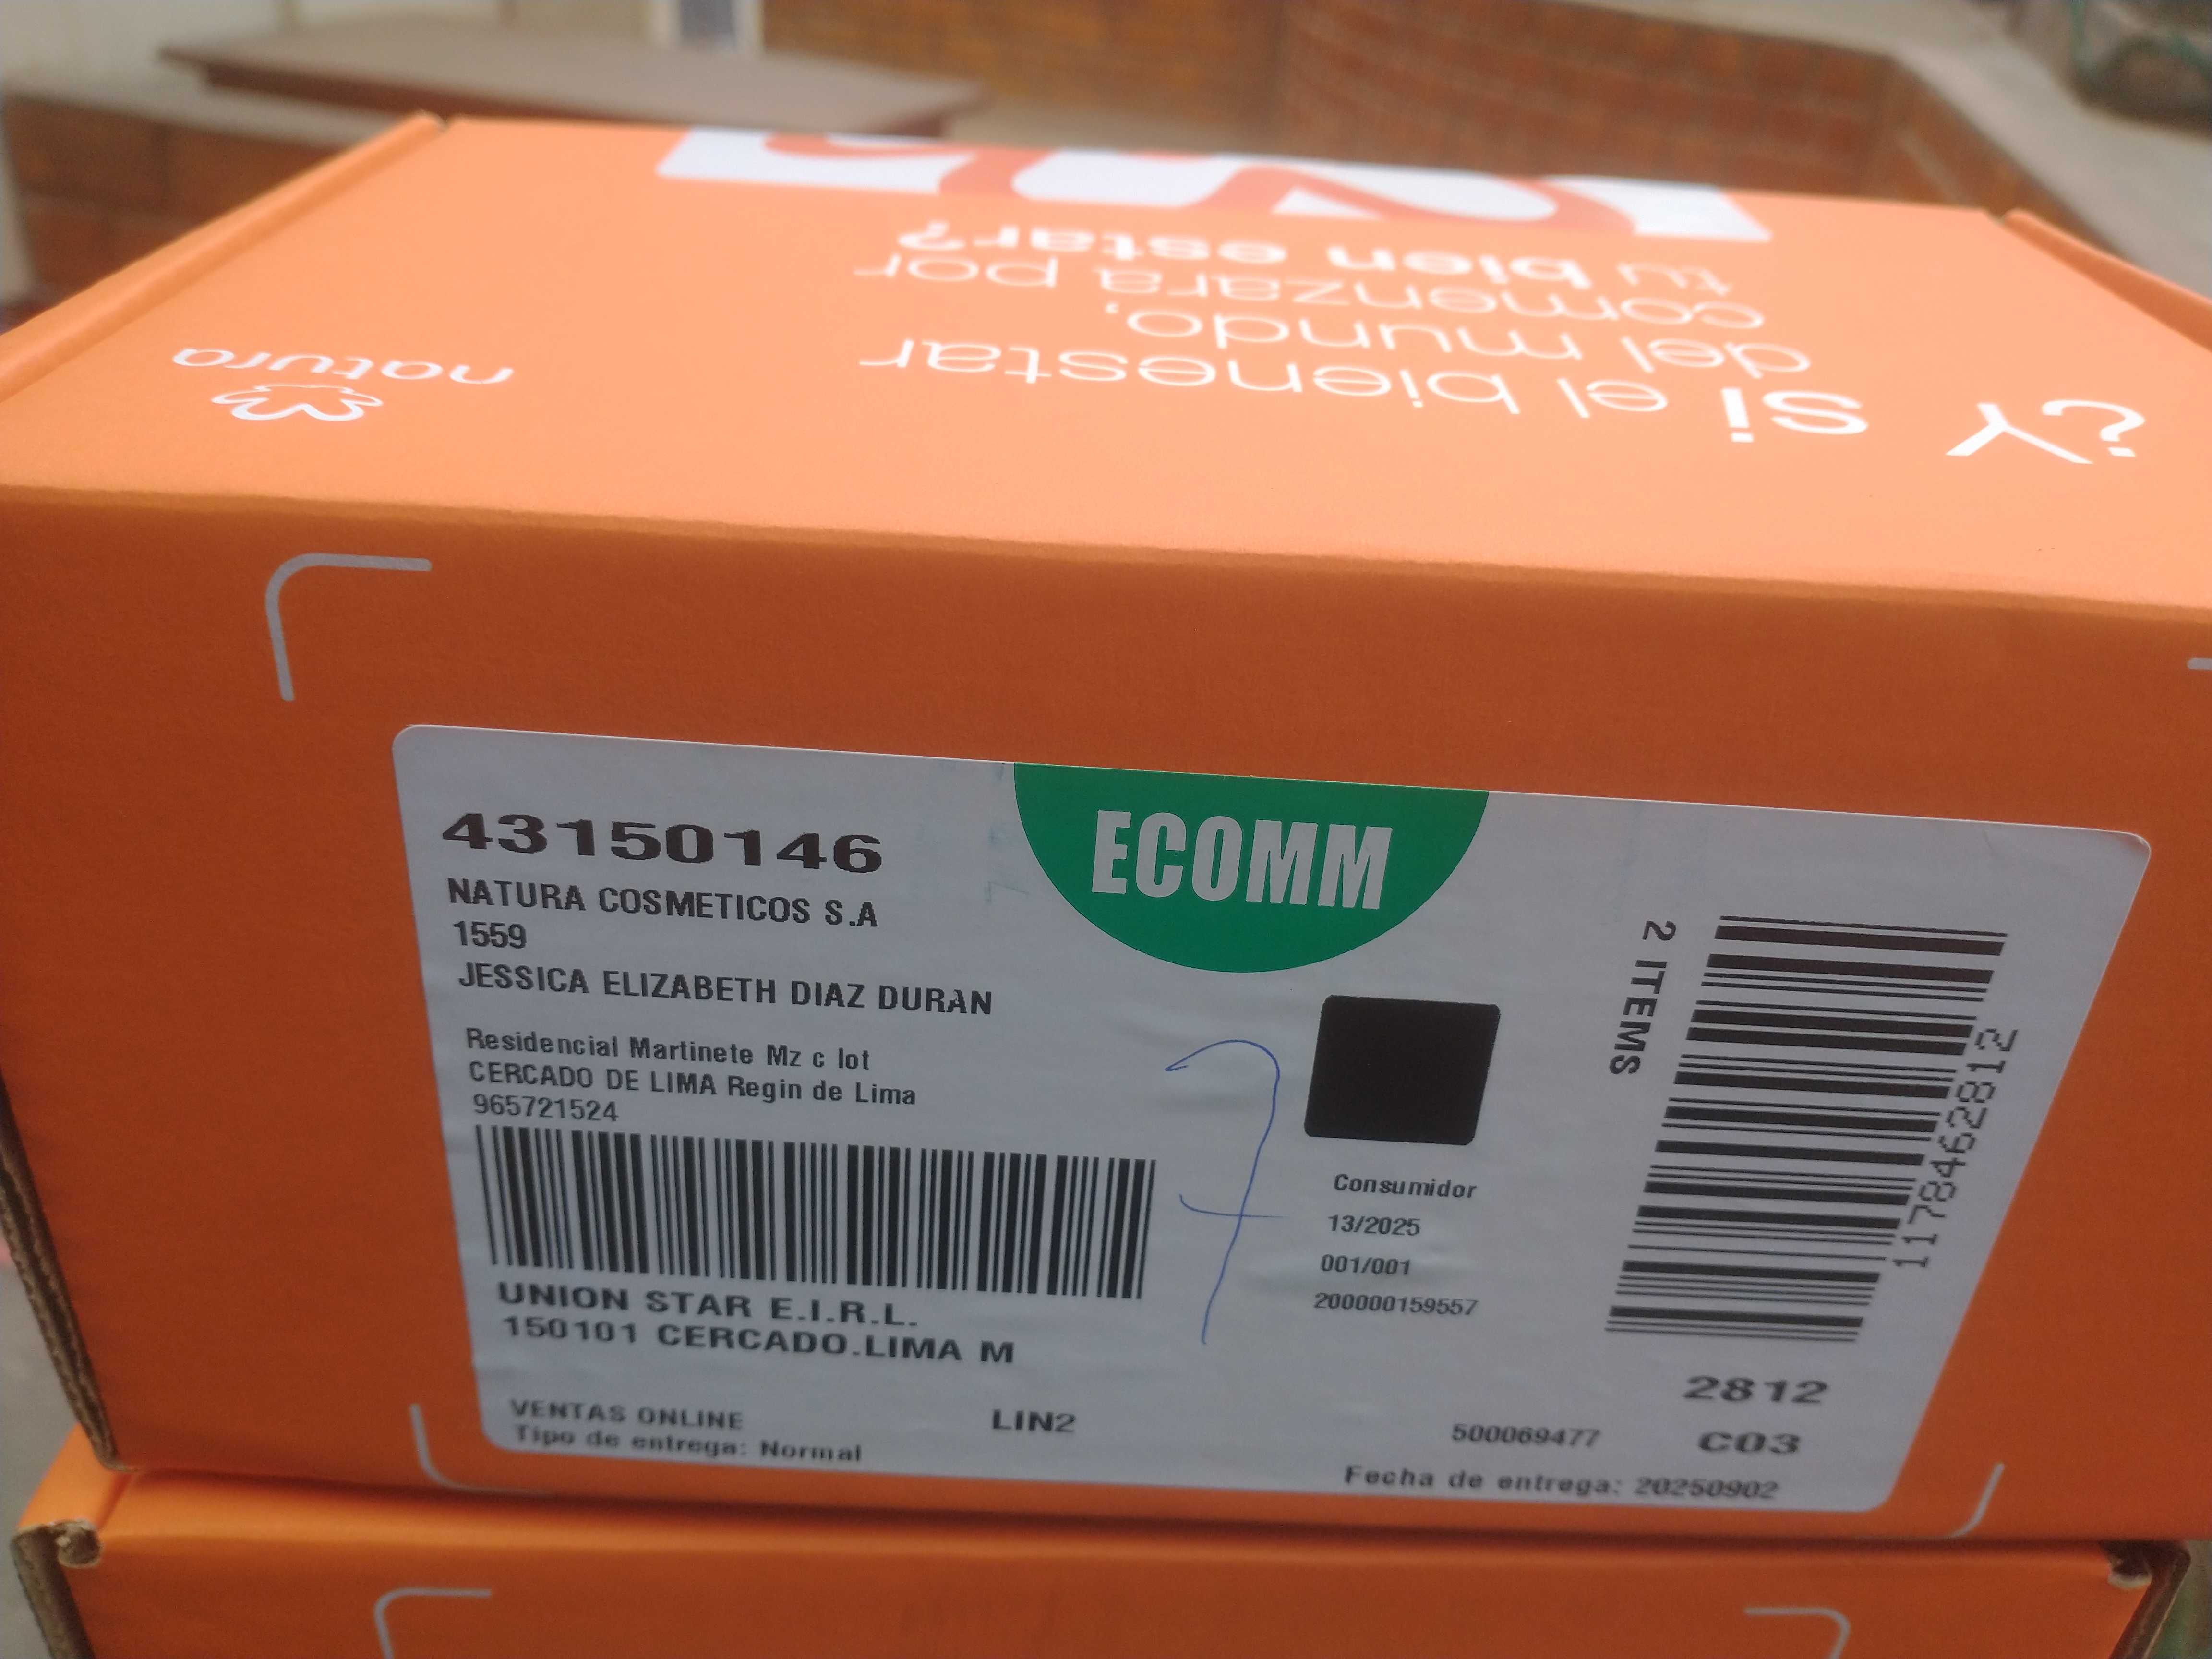 ¿Y si el bienestar
del mundo,
comenzara por
tu bien estar?
natura
43150146
ECOMM
NATURA COSMETICOS S.A
1559
JESSICA ELIZABETH DIAZ DURAN
Residencial Martinete Mz c lot
CERCADO DE LIMA Regin de Lima
965721524
7
UNION STAR E.I.R.L.
150101 CERCADO.LIMA M
VENTAS ONLINE
Tipo de entrega: Normal
LIN2
Consumidor
13/2025
001/001
200000159557
2 ITEMS
117846282812
2812
500069477
C03
Fecha de entrega: 20250902